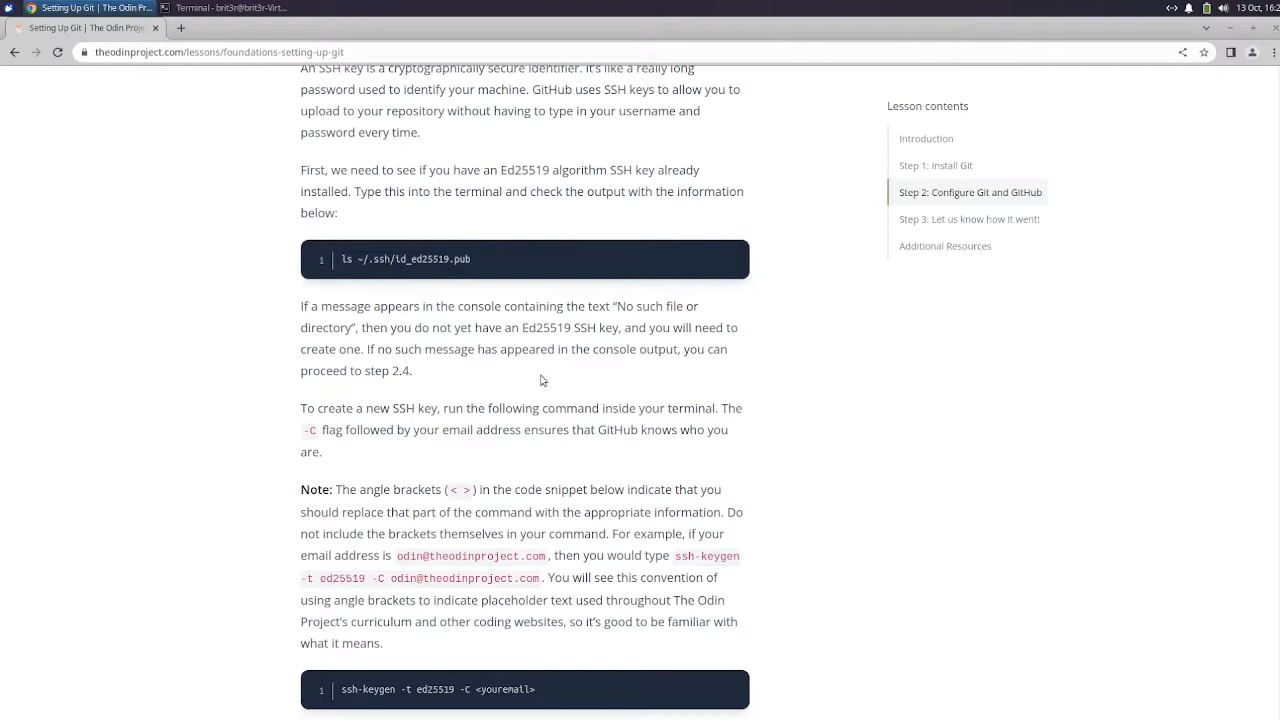 Setting Up Git | The Odin Pr...
Terminal - brit3r@brit3r-Virt...
13 Oct, 16:2
Setting Up Git | The Odin Proje
theodinproject.com/lessons/foundations-setting-up-git
An SSH key is a cryptographically secure identifier. It's like a really long
password used to identify your machine. GitHub uses SSH keys to allow you to
upload to your repository without having to type in your username and
password every time.
First, we need to see if you have an Ed25519 algorithm SSH key already
installed. Type this into the terminal and check the output with the information
below:
1 ls ~/.ssh/id_ed25519.pub
If a message appears in the console containing the text “No such file or
directory”, then you do not yet have an Ed25519 SSH key, and you will need to
create one. If no such message has appeared in the console output, you can
proceed to step 2.4.
To create a new SSH key, run the following command inside your terminal. The
-C flag followed by your email address ensures that GitHub knows who you
are.
Note: The angle brackets ( < > ) in the code snippet below indicate that you
should replace that part of the command with the appropriate information. Do
not include the brackets themselves in your command. For example, if your
email address is odin@theodinproject.com, then you would type ssh-keygen
-t ed25519 -C odin@theodinproject.com. You will see this convention of
using angle brackets to indicate placeholder text used throughout The Odin
Project's curriculum and other coding websites, so it's good to be familiar with
what it means.
1 ssh-keygen -t ed25519 -C <youremail>
Lesson contents
Introduction
Step 1: Install Git
Step 2: Configure Git and GitHub
Step 3: Let us know how it went!
Additional Resources